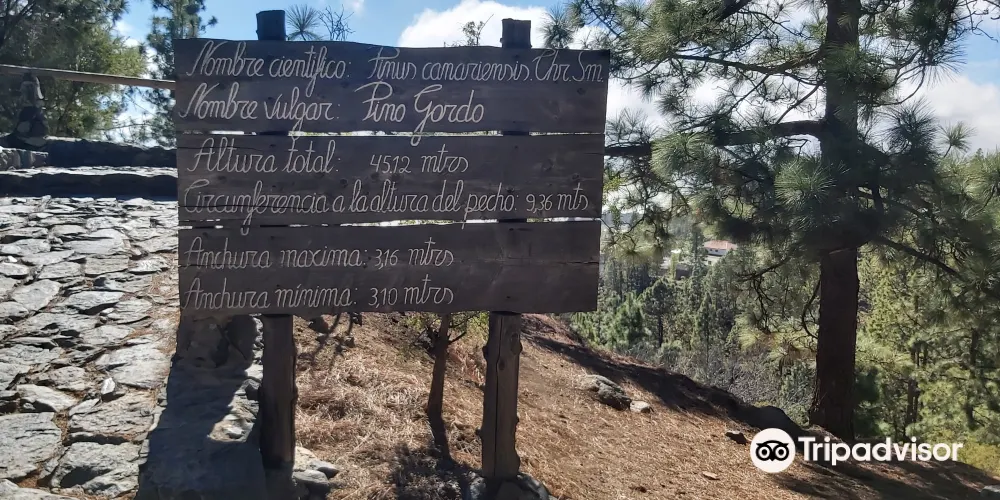 Nombre científico: Pinus canariensis. Chr. Sm
Nombre vulgar: Pino Gordo
Altura total: 45,12 mtrs
Circunferencia a la altura del pecho: 9,36 mts
Anchura maxima: 3,16 mtrs
Anchura mínima: 3,10 mtrs
Tripadvisor